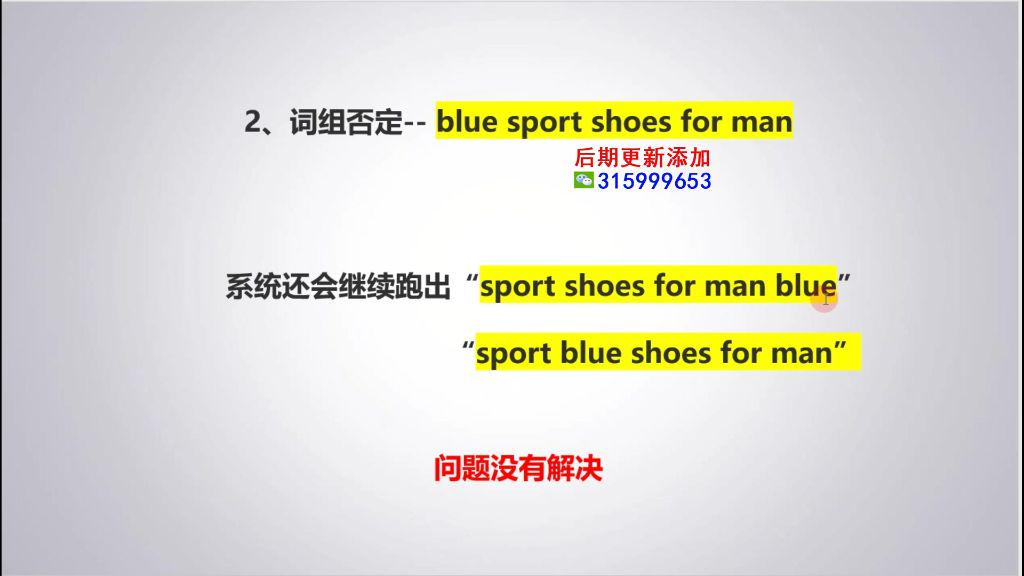 2、词组否定-- blue sport shoes for man
后期更新添加
315999653
系统还会继续跑出“sport shoes for man blue”
“sport blue shoes for man”
问题没有解决